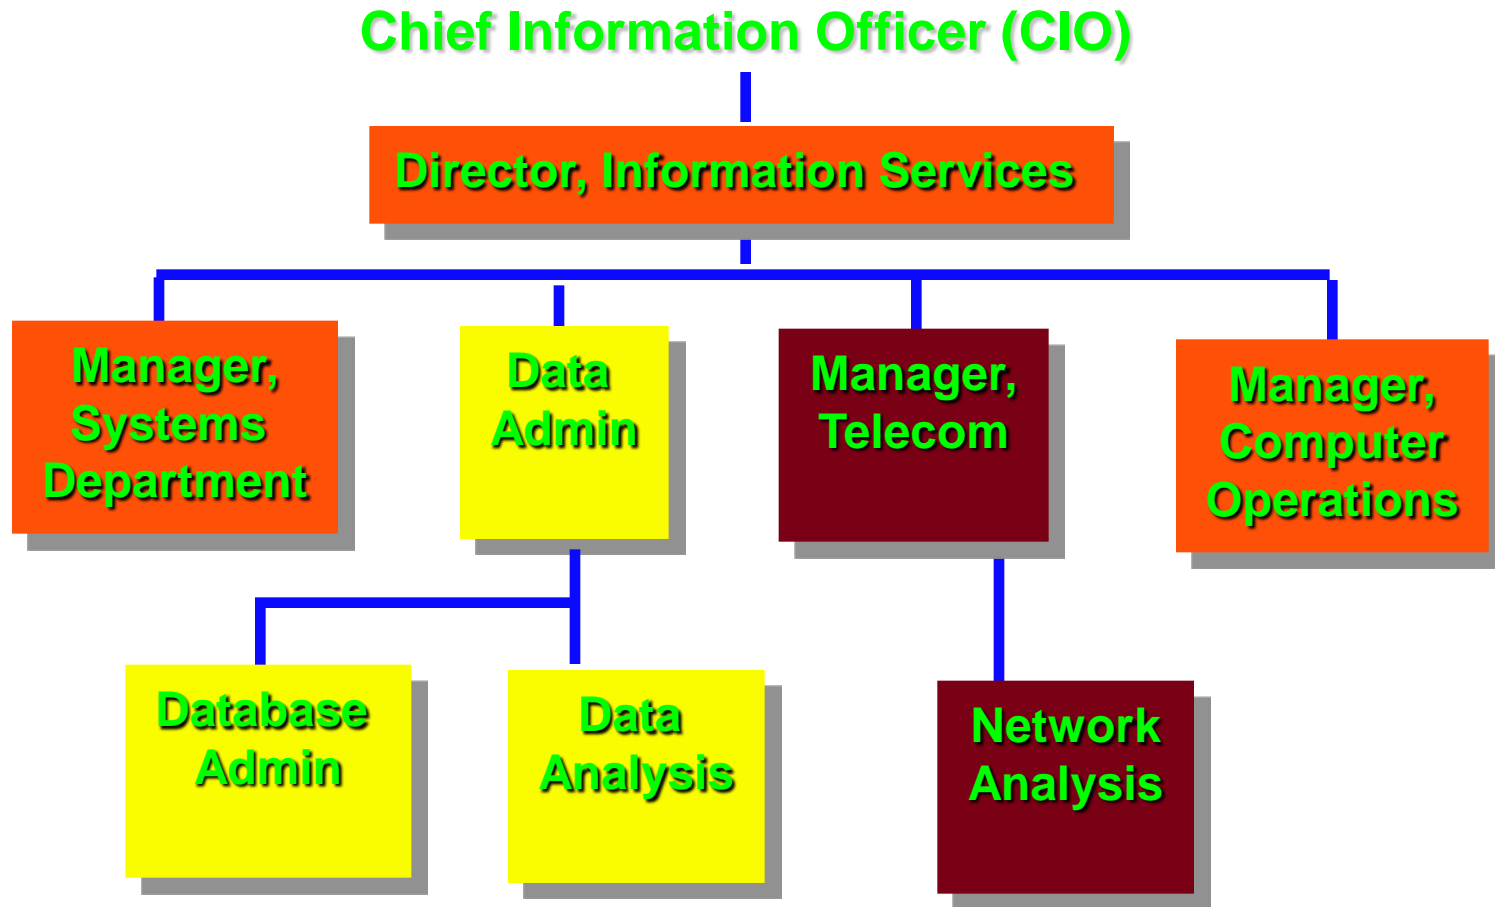 Chief Information Officer (CIO)
Director, Information Services
Manager,
Systems
Department
Data
Admin
Manager,
Telecom
Manager,
Computer
Operations
Database
Admin
Data
Analysis
Network
Analysis